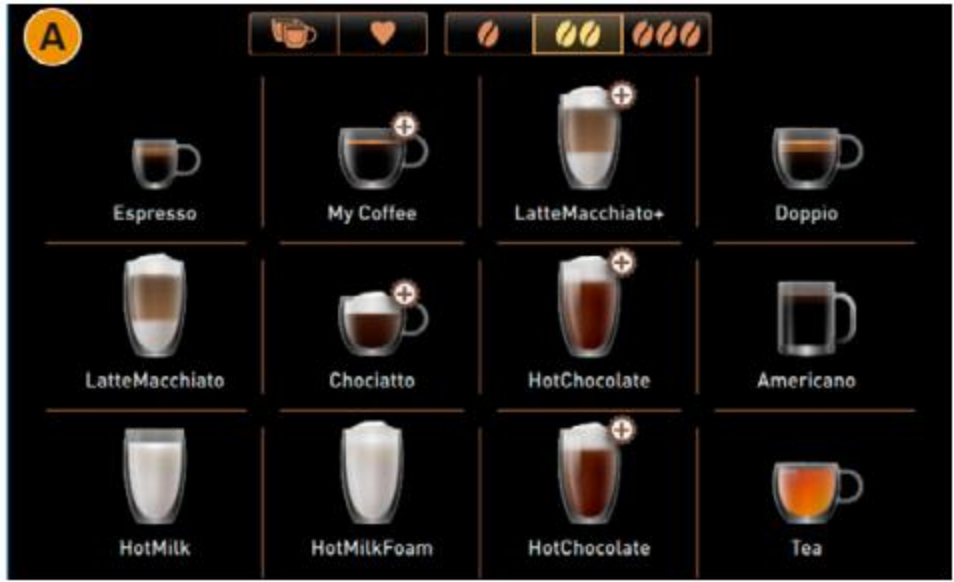 A
Espresso
My Coffee
LatteMacchiato+
Doppio
LatteMacchiato
Chociatto
HotChocolate
Americano
HotMilk
HotMilkFoam
HotChocolate
Tea